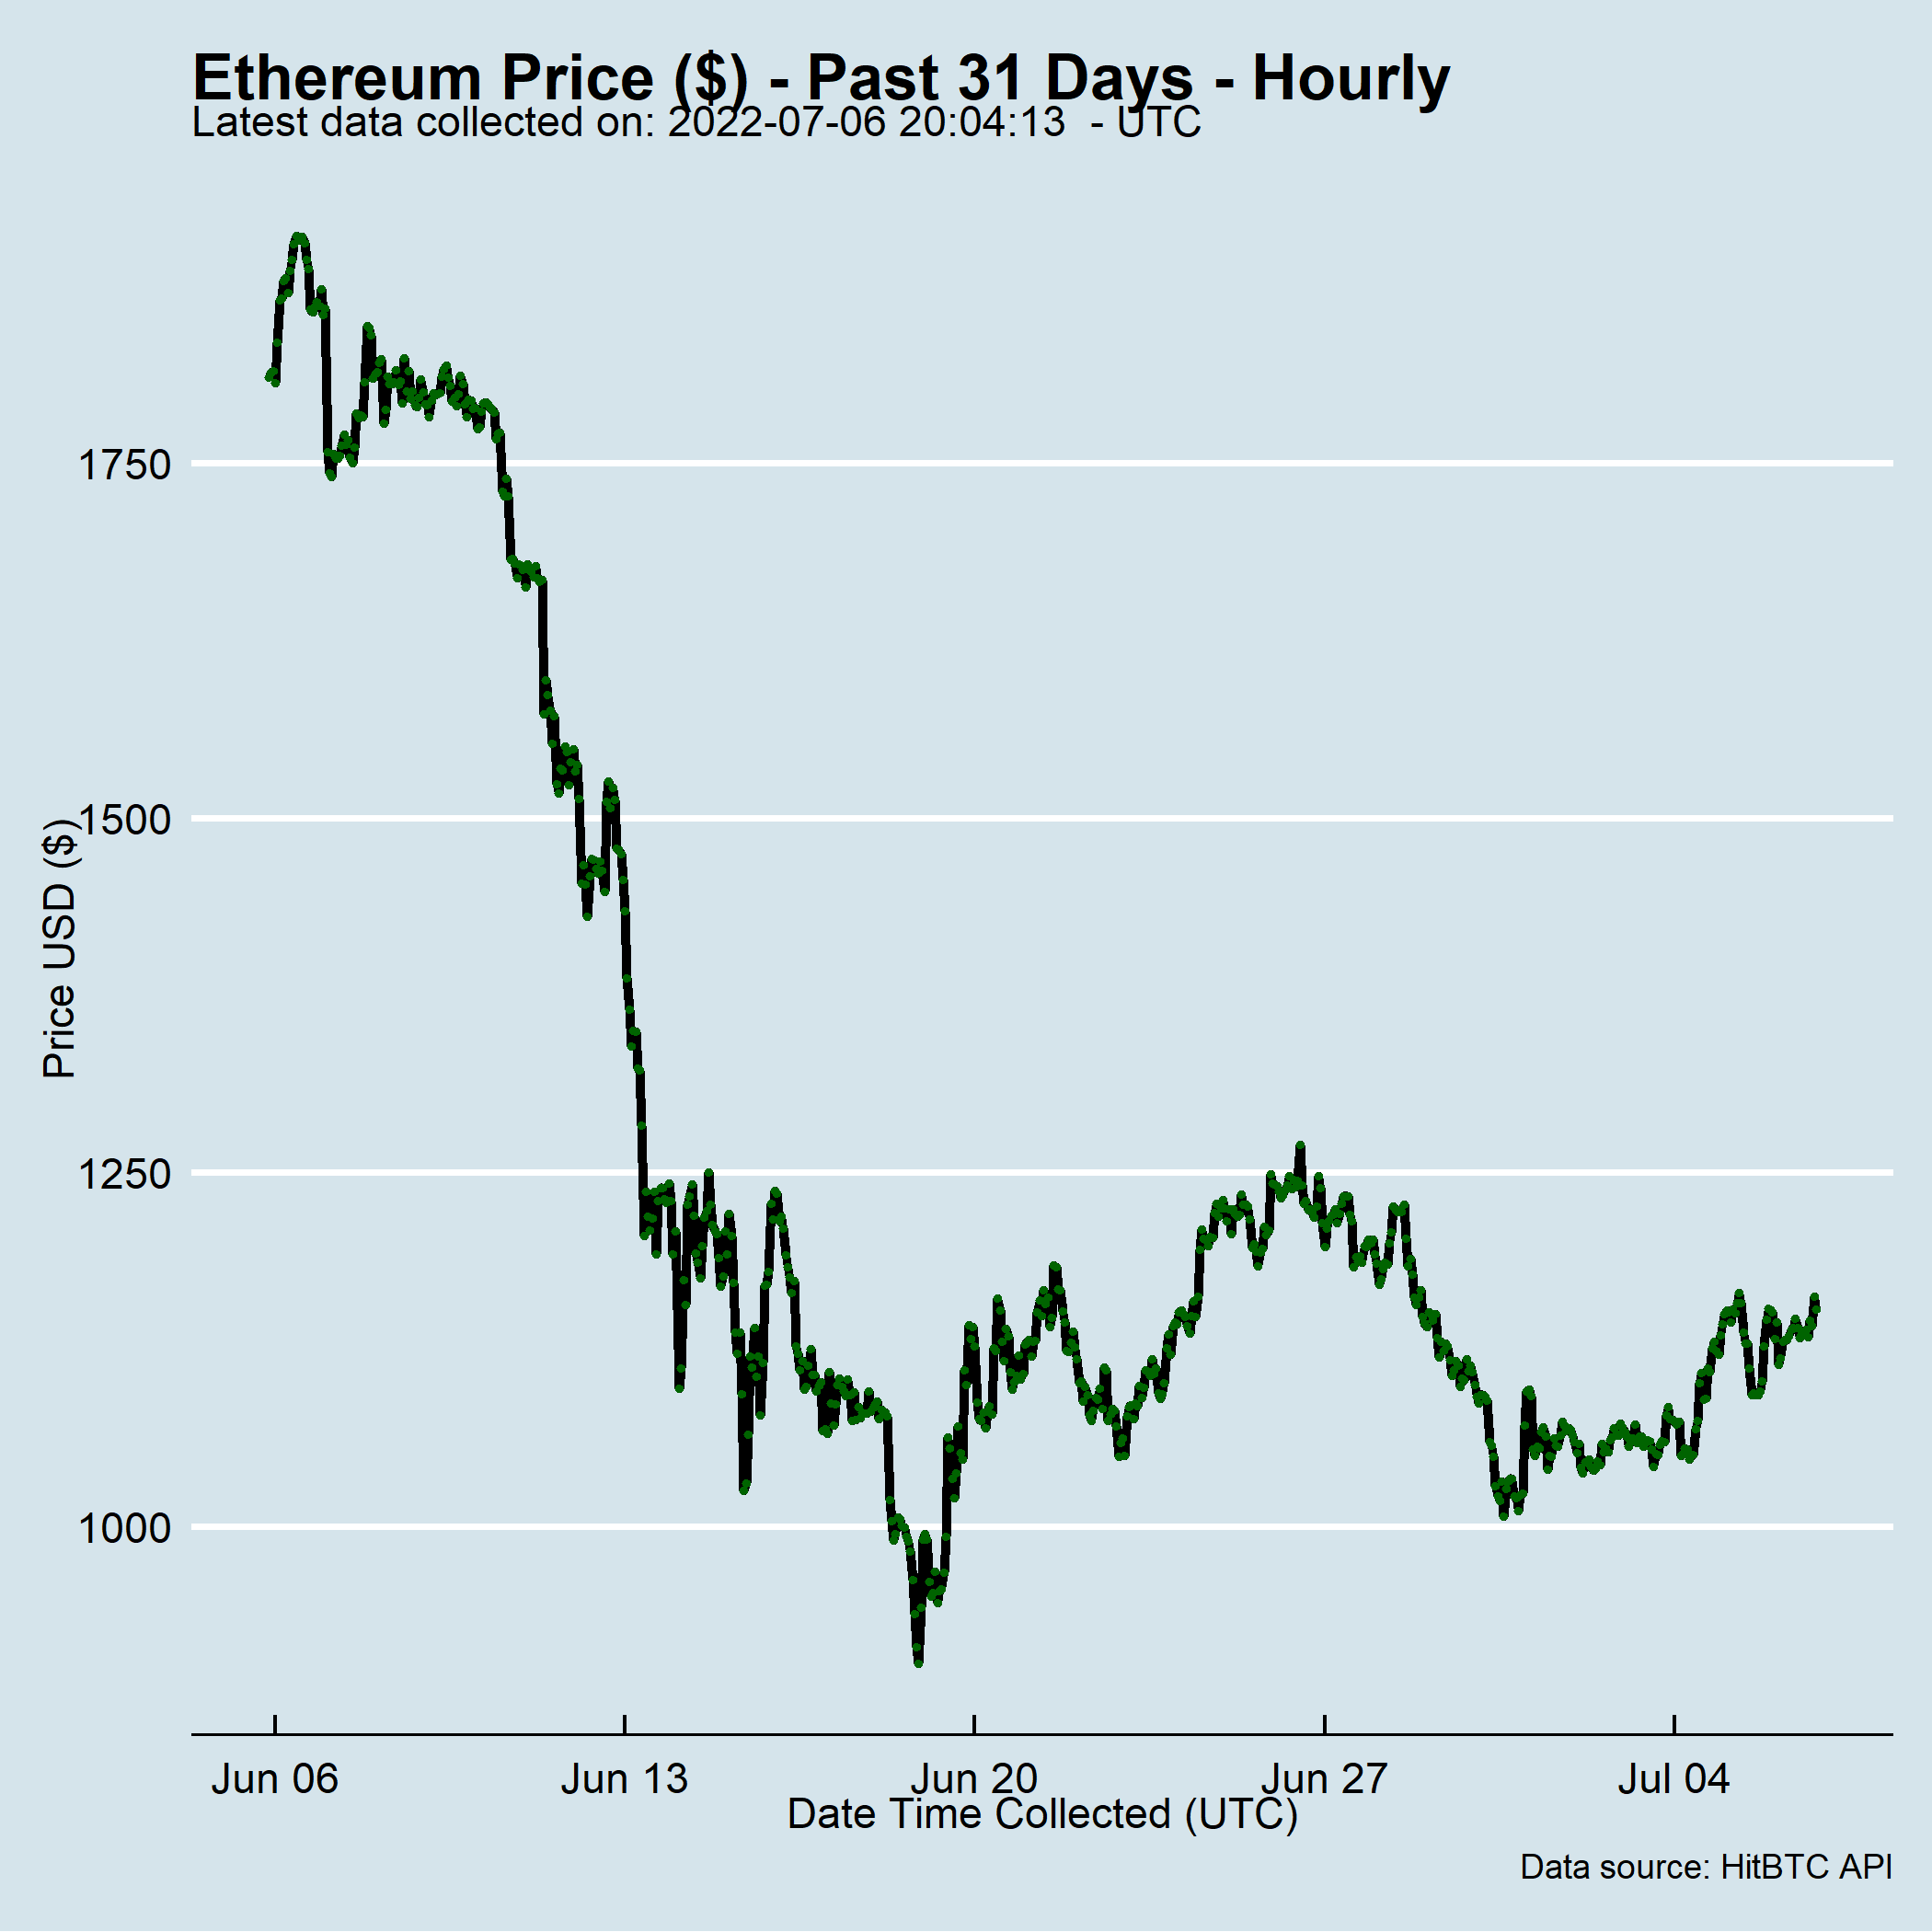 Ethereum Price ($) - Past 31 Days - Hourly
Latest data collected on: 2022-07-06 20:04:13  - UTC
1750
1500
1250
1000
Price USD ($)
Jun 06
Jun 13
Jun 20
Jun 27
Jul 04
Date Time Collected (UTC)
Data source: HitBTC API